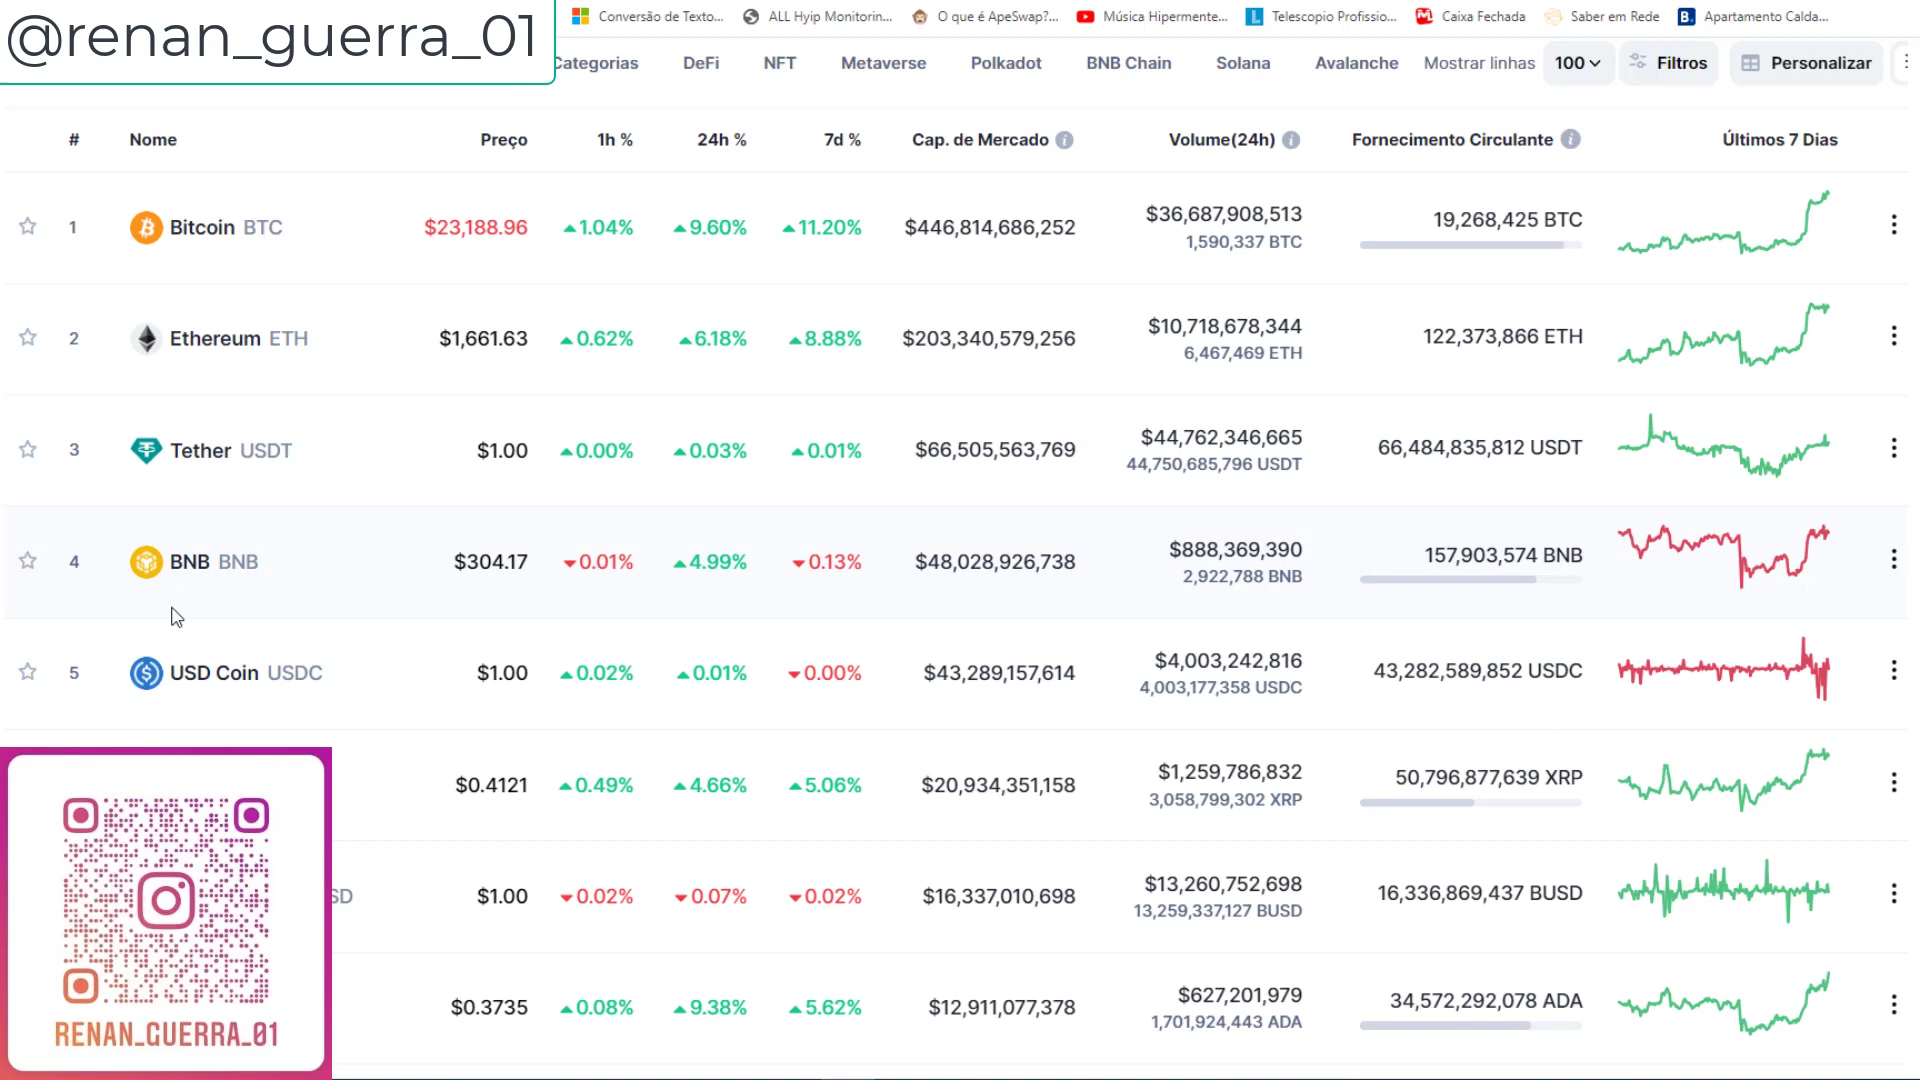 @renan_guerra_01
Conversão de Texto... ALL Hyip Monitorin... O que é ApeSwap?... Música Hipermente... Telescopio Profissio... Caixa Fechada Saber em Rede Apartamento Calda...
Categorias DeFi NFT Metaverse Polkadot BNB Chain Solana Avalanche Mostrar linhas 100 Filtros Personalizar
# Nome Preço 1h % 24h % 7d % Cap. de Mercado Volume(24h) Fornecimento Circulante Últimos 7 Dias
1 Bitcoin BTC $23,188.96 1.04% 9.60% 11.20% $446,814,686,252 $36,687,908,513 19,268,425 BTC
1,590,337 BTC
2 Ethereum ETH $1,661.63 0.62% 6.18% 8.88% $203,340,579,256 $10,718,678,344 122,373,866 ETH
6,467,469 ETH
3 Tether USDT $1.00 0.00% 0.03% 0.01% $66,505,563,769 $44,762,346,665 66,484,835,812 USDT
44,750,685,796 USDT
4 BNB BNB $304.17 0.01% 4.99% 0.13% $48,028,926,738 $888,369,390 157,903,574 BNB
2,922,788 BNB
5 USD Coin USDC $1.00 0.02% 0.01% 0.00% $43,289,157,614 $4,003,242,816 43,282,589,852 USDC
4,003,177,358 USDC
$0.4121 0.49% 4.66% 5.06% $20,934,351,158 $1,259,786,832 50,796,877,639 XRP
3,058,799,302 XRP
SD $1.00 0.02% 0.07% 0.02% $16,337,010,698 $13,260,752,698 16,336,869,437 BUSD
13,259,337,127 BUSD
$0.3735 0.08% 9.38% 5.62% $12,911,077,378 $627,201,979 34,572,292,078 ADA
1,701,924,443 ADA
RENAN_GUERRA_01